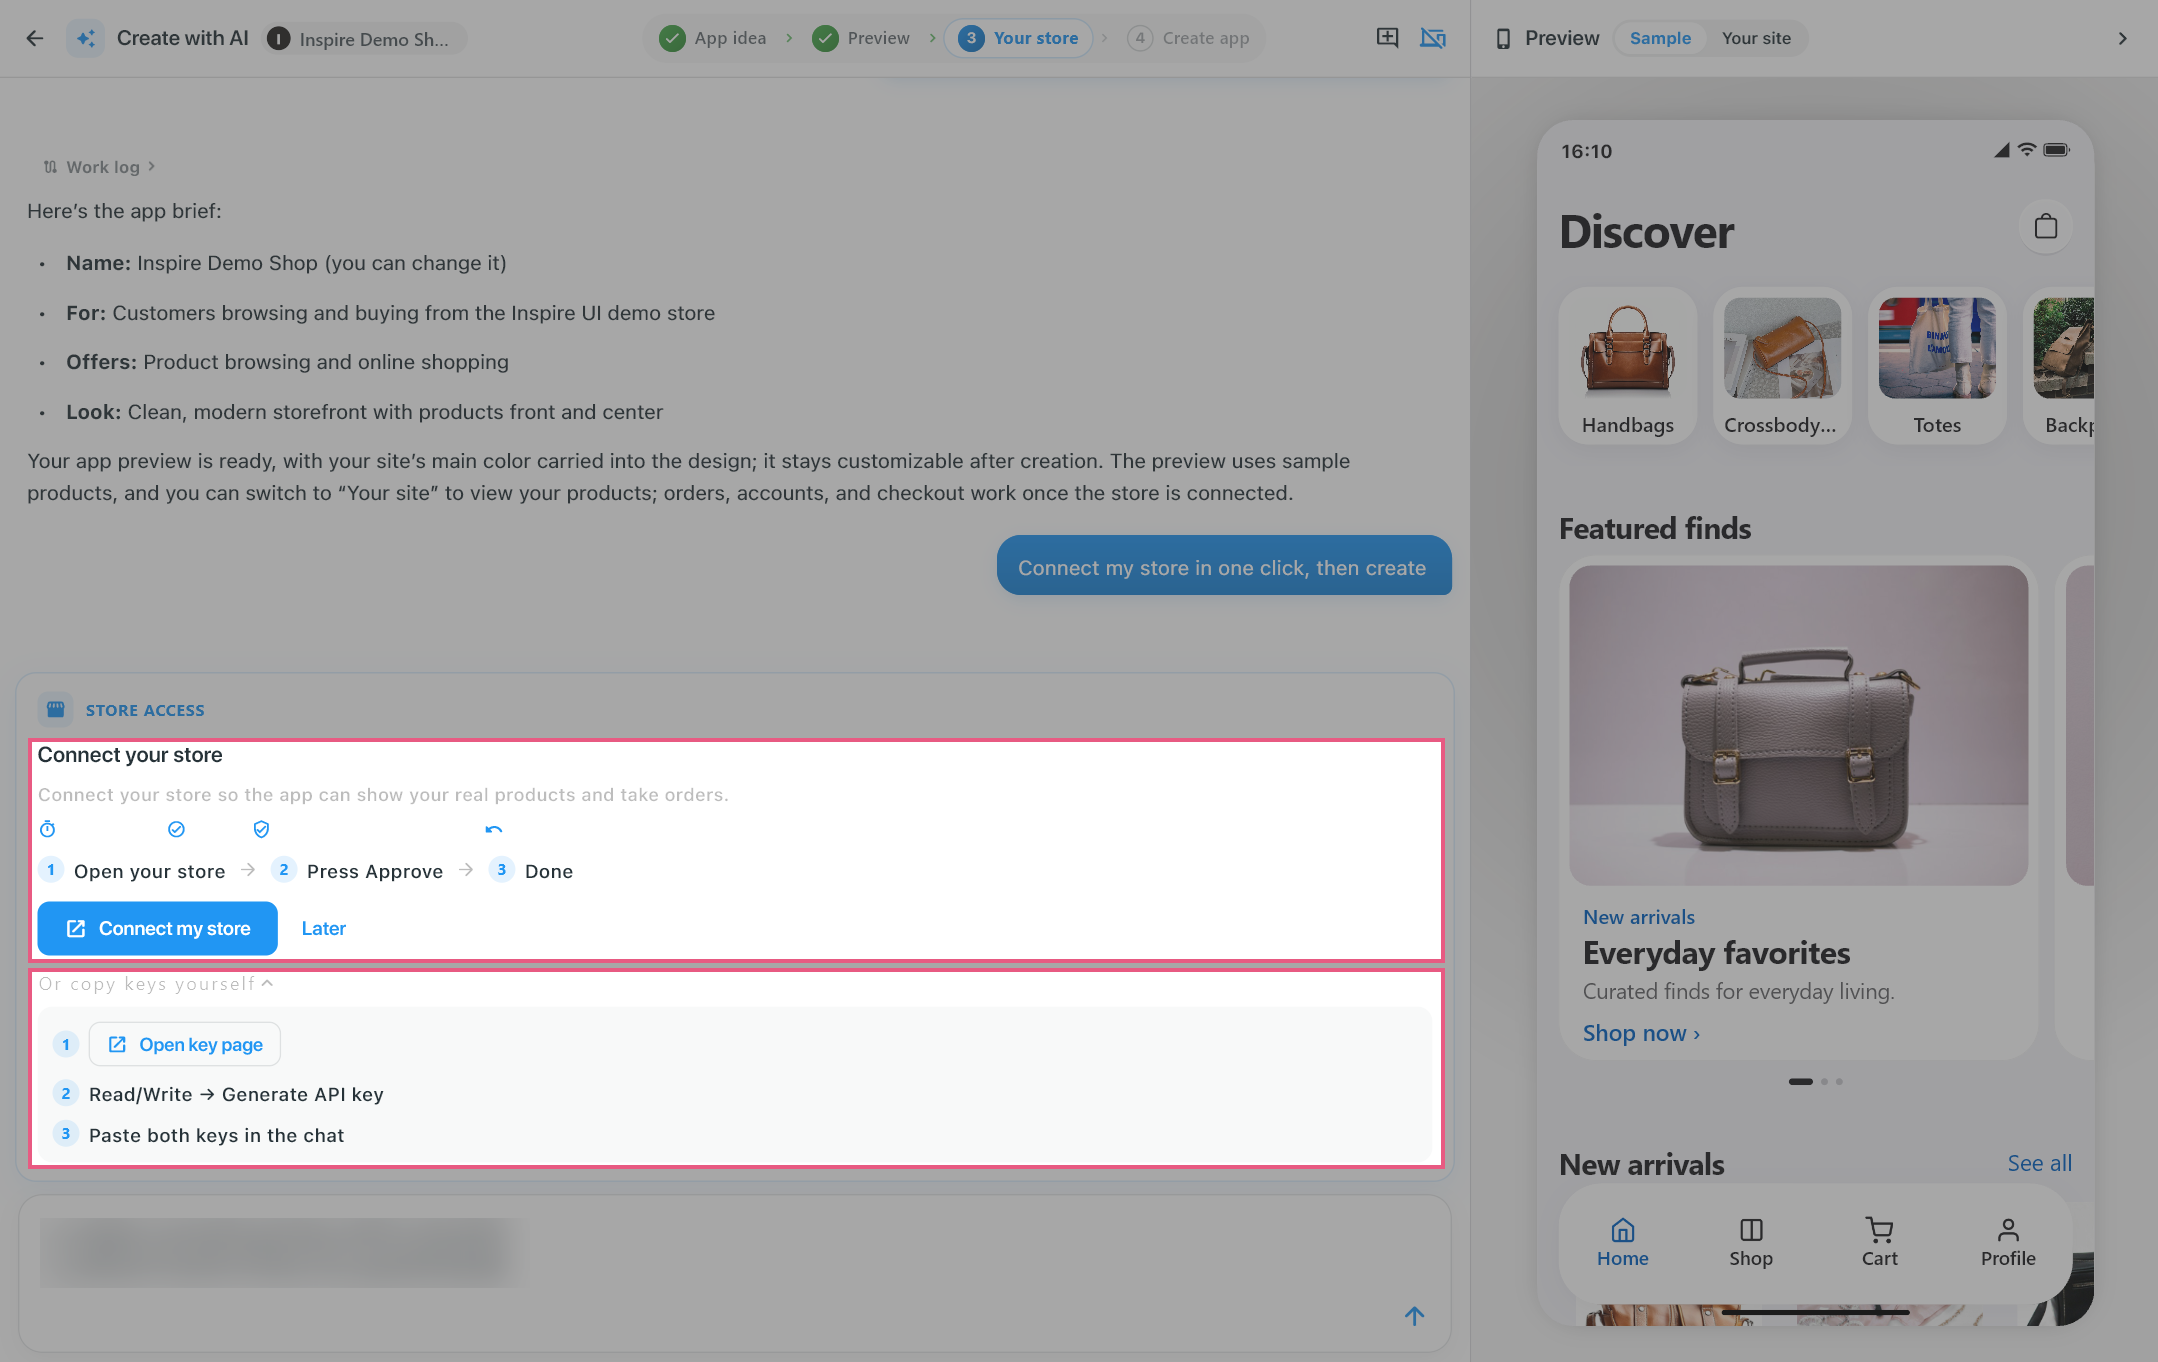 Create with AI
I
Inspire Demo Sh...
App idea
Preview
3
Your store
4
Create app
Preview
Sample
Your site
Work log
Here's the app brief:
• Name: Inspire Demo Shop (you can change it)
• For: Customers browsing and buying from the Inspire UI demo store
• Offers: Product browsing and online shopping
• Look: Clean, modern storefront with products front and center
Your app preview is ready, with your site's main color carried into the design; it stays customizable after creation. The preview uses sample
products, and you can switch to “Your site” to view your products; orders, accounts, and checkout work once the store is connected.
Connect my store in one click, then create
STORE ACCESS
Connect your store
Connect your store so the app can show your real products and take orders.
1 Open your store → 2 Press Approve → 3 Done
Connect my store
Later
Or copy keys yourself
1 Open key page
2 Read/Write → Generate API key
3 Paste both keys in the chat
16:10
Discover
Handbags
Crossbody...
Totes
Backp
Featured finds
New arrivals
Everyday favorites
Curated finds for everyday living.
Shop now ›
New arrivals
See all
Home
Shop
Cart
Profile